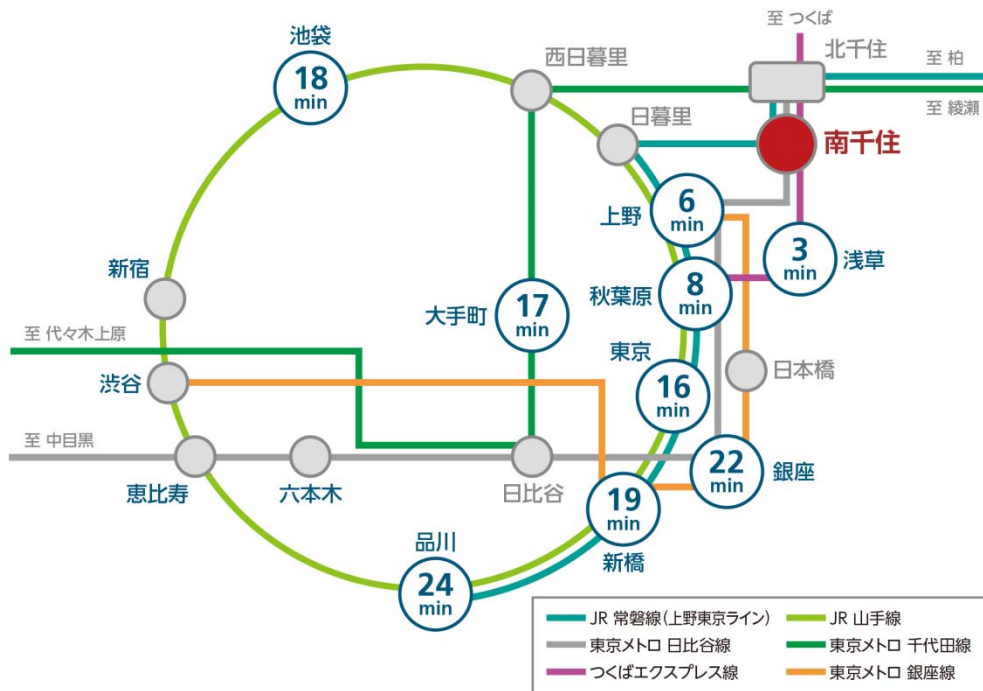 至 つくば
池袋
18
min
西日暮里
北千住
至 柏
至 綾瀬
日暮里
南千住
上野
6
min
3
min
浅草
新宿
秋葉原
8
min
大手町
17
min
至 代々木上原
東京
16
min
日本橋
渋谷
至 中目黒
恵比寿
六本木
日比谷
22
min
銀座
19
min
新橋
品川
24
min
JR 常磐線(上野東京ライン)
JR 山手線
東京メトロ 日比谷線
東京メトロ 千代田線
つくばエクスプレス線
東京メトロ 銀座線